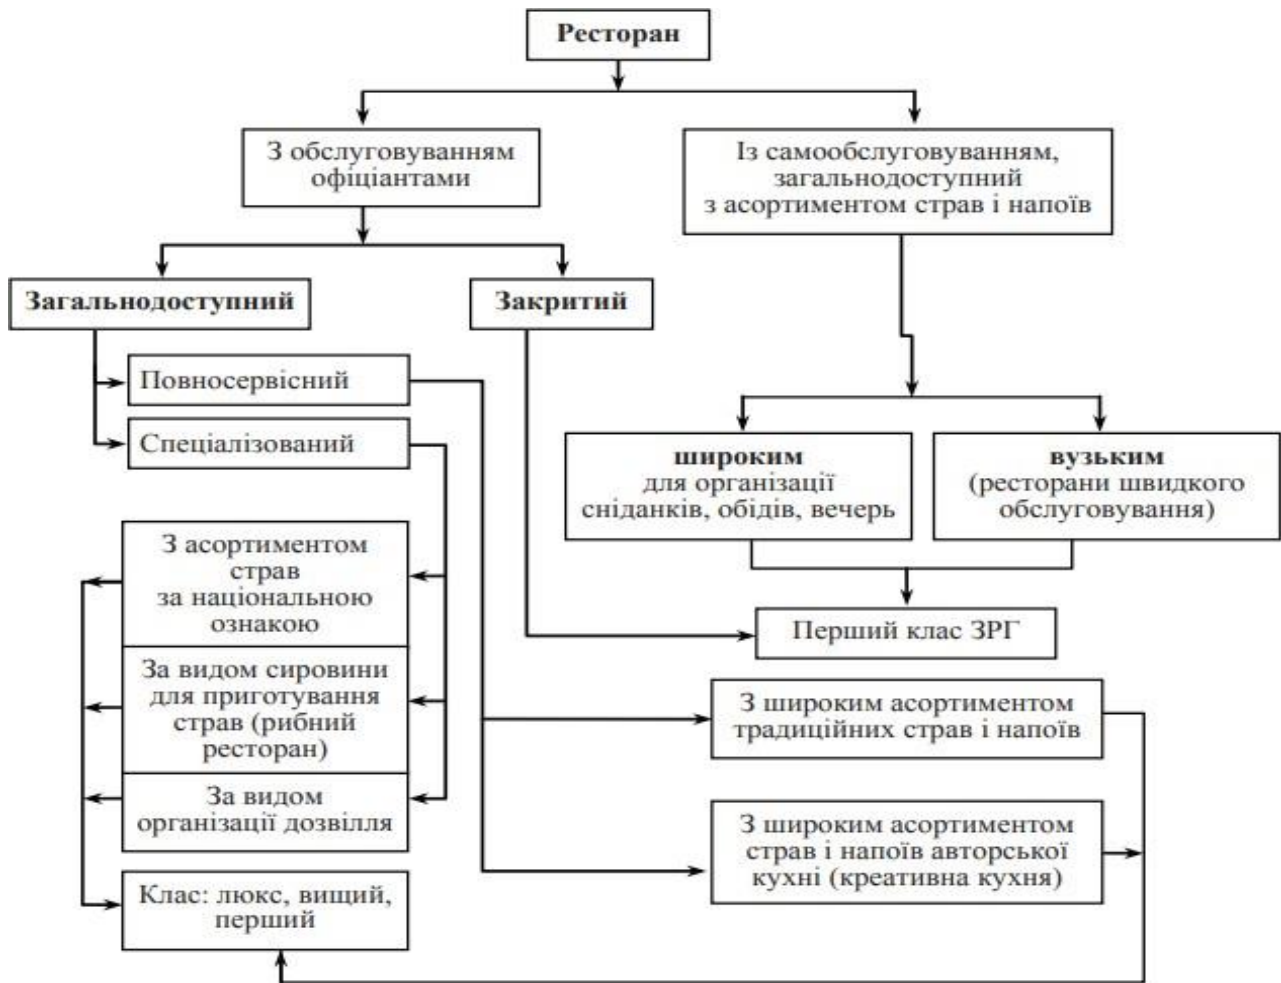 Ресторан
З обслуговуванням
офіціантами
Із самообслуговуванням,
загальнодоступний
з асортиментом страв і напоїв
Загальнодоступний
Закритий
Повносервісний
Спеціалізований
широким
для організації
сніданків, обідів, вечерь
вузьким
(ресторани швидкого
обслуговування)
З асортиментом
страв
за національною
ознакою
Перший клас ЗРГ
За видом сировини
для приготування
страв (рибний
ресторан)
З широким асортиментом
традиційних страв і напоїв
За видом
організації дозвілля
З широким асортиментом
страв і напоїв авторської
кухні (креативна кухня)
Клас: люкс, вищий,
перший